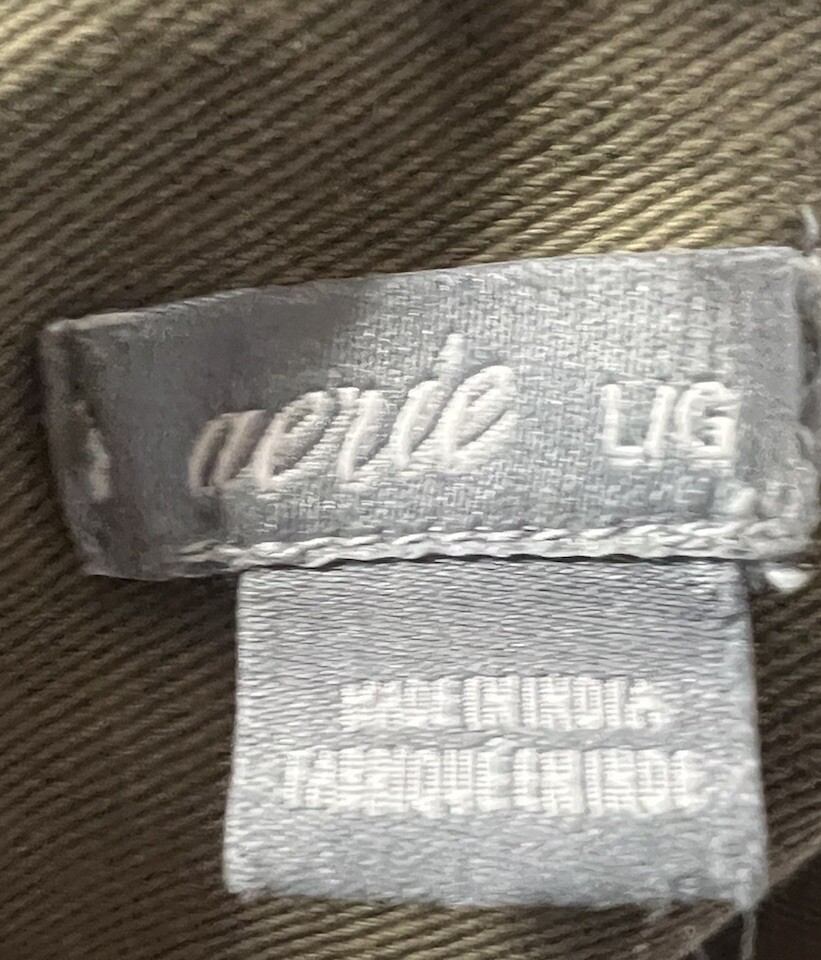 aerie L/G
MADE IN INDIA
FABRIQUÉ EN INDE